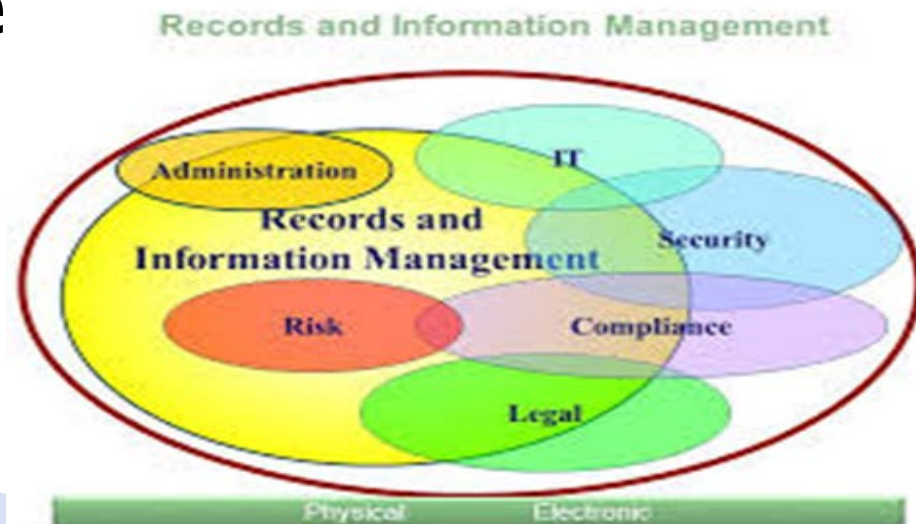 e
Records and Information Management
IT
Administration
Records and
Information Management
Security
Risk
Compliance
Legal
Physical Electronic